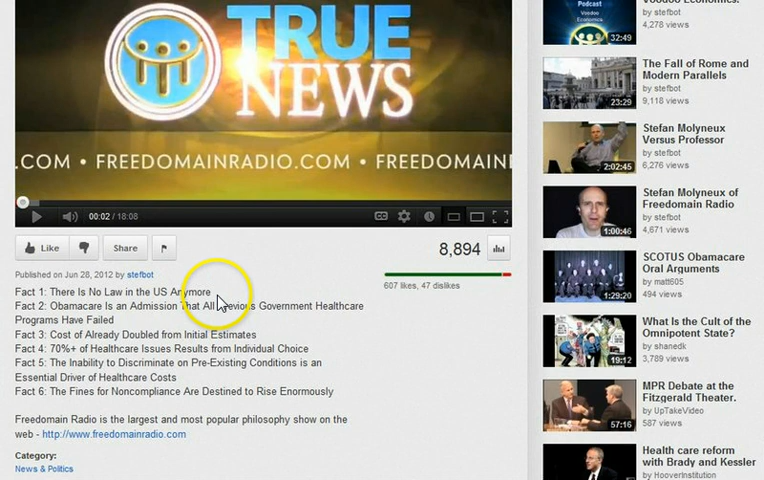 TRUE
NEWS
.COM • FREEDOMAINRADIO.COM • FREEDOMAIN
00:02 / 18:08
CC
Like
Share
8,894
Published on Jun 28, 2012 by stefbot
607 likes, 47 dislikes
Fact 1: There Is No Law in the US Anymore
Fact 2: Obamacare Is an Admission That All Previous Government Healthcare
Programs Have Failed
Fact 3: Cost of Already Doubled from Initial Estimates
Fact 4: 70%+ of Healthcare Issues Results from Individual Choice
Fact 5: The Inability to Discriminate on Pre-Existing Conditions is an
Essential Driver of Healthcare Costs
Fact 6: The Fines for Noncompliance Are Destined to Rise Enormously
Freedomain Radio is the largest and most popular philosophy show on the
web - http://www.freedomainradio.com
Category:
News & Politics
Podcast
Voodoo
Economics
32:49
Voodoo Economics.
by stefbot
4,278 views
23:29
The Fall of Rome and
Modern Parallels
by stefbot
9,118 views
2:02:45
Stefan Molyneux
Versus Professor
by stefbot
6,276 views
1:00:46
Stefan Molyneux of
Freedomain Radio
by stefbot
4,671 views
1:29:20
SCOTUS Obamacare
Oral Arguments
by matt605
494 views
19:12
What Is the Cult of the
Omnipotent State?
by shanedk
3,789 views
57:16
MPR Debate at the
Fitzgerald Theater.
by UpTakeVideo
587 views
Health care reform
with Brady and Kessler
by HooverInstitution